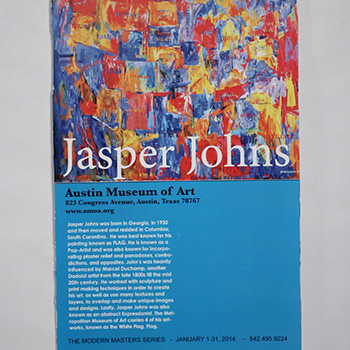 Jasper Johns
Austin Museum of Art
823 Congress Avenue, Austin, Texas 78767
www.amoa.org
Jasper Johns was born in Georgia, in 1930
and then moved and resided in Columbia,
South Carolina. He was best known for his
painting known as FLAG. He is known as a
Pop-Artist and was also known for incorpo-
rating plaster relief and paradoxes, contra-
dictions, and opposites. John's was heavily
influenced by Marcel Duchamp, another
Dadaist artist from the late 1800s till the mid
20th century. He worked with sculpture and
print making techniques in order to create
his art, as well as use many textures and
layers, to overlap and make unique images
and designs. Lastly, Jasper Johns was also
known as an abstract Expressionist. The Met-
ropolitan Museum of Art carries 4 of his art-
works, known as the White Flag, Flag,
THE MODERN MASTERS SERIES - JANUARY 1-31, 2014 - 542.495.9224